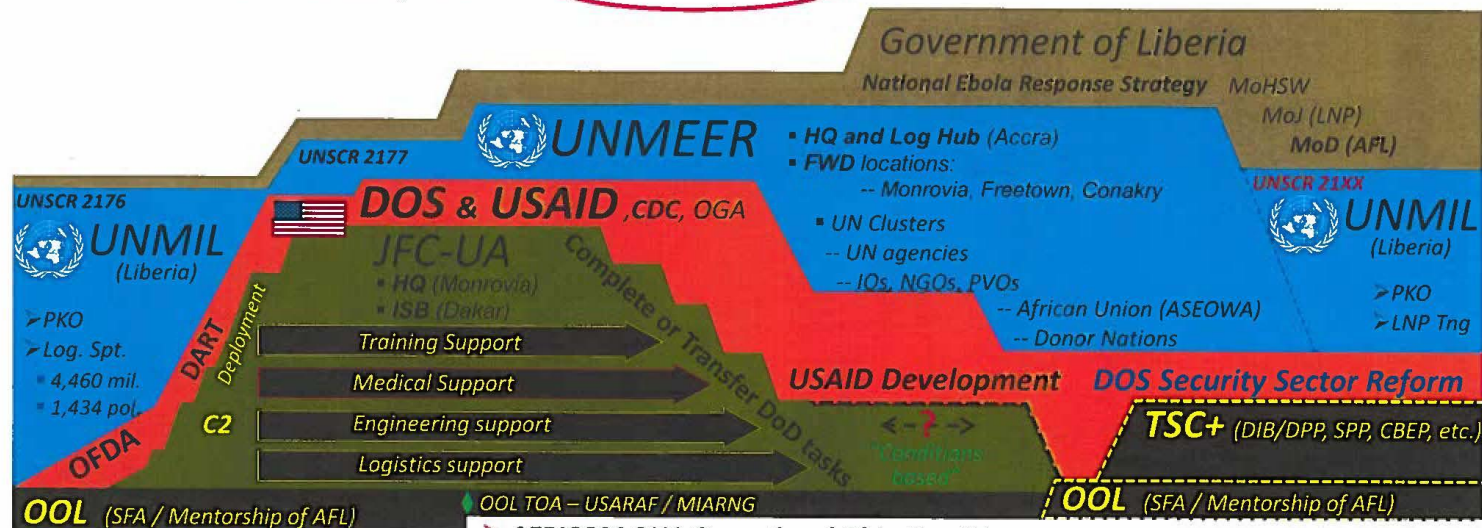 Government of Liberia
National Ebola Response Strategy MoHSW
MoJ (LNP)
MoD (AFL)
UNSCR 2176
UNMIL
(Liberia)
➢PKO
➢Log. Spt.
▪ 4,460 mil.
▪ 1,434 pol.
UNSCR 2177
UNMEER
▪ HQ and Log Hub (Accra)
▪ FWD locations:
-- Monrovia, Freetown, Conakry
▪ UN Clusters
-- UN agencies
-- IOs, NGOs, PVOs
-- African Union (ASEOWA)
-- Donor Nations
UNSCR 21XX
UNMIL
(Liberia)
➢PKO
➢LNP Tng
OFDA
DART
DOS & USAID ,CDC, OGA
Deployment
C2
JFC-UA
▪ HQ (Monrovia)
▪ ISB (Dakar)
Training Support
Medical Support
Engineering support
Logistics support
Complete or Transfer DoD tasks
USAID Development
<-?->
"Conditions
based"
DOS Security Sector Reform
TSC+ (DIB/DPP, SPP, CBEP, etc.)
OOL (SFA / Mentorship of AFL)
OOL TOA – USARAF / MIARNG
OOL (SFA / Mentorship of AFL)